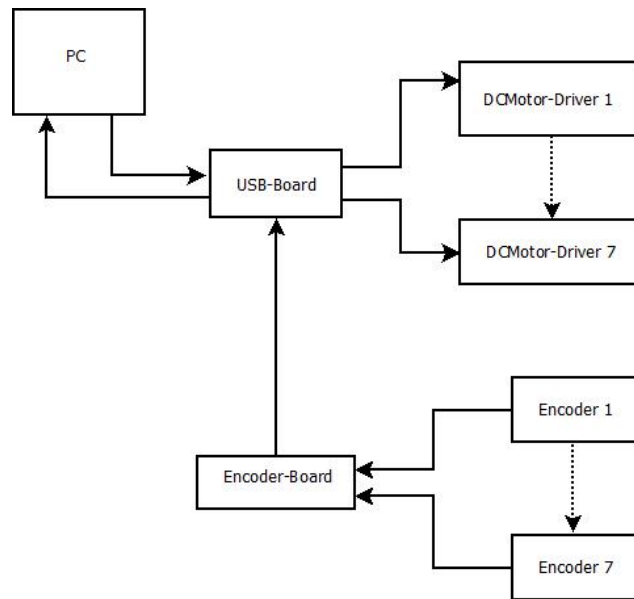 PC
DCMotor-Driver 1
USB-Board
DCMotor-Driver 7
Encoder 1
Encoder-Board
Encoder 7